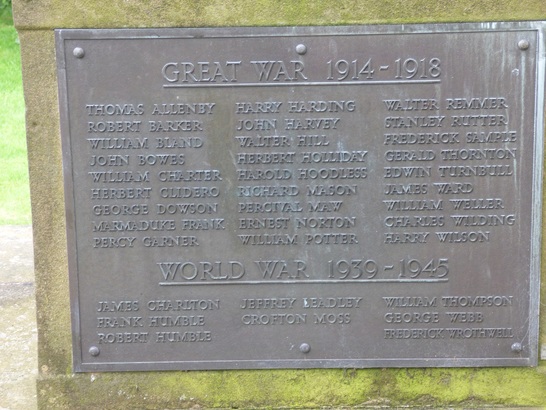 GREAT WAR 1914-1918
THOMAS ALLENBY HARRY HARDING WALTER REMMER
ROBERT BARKER JOHN HARVEY STANLEY RUTTER
WILLIAM BLAND WALTER HILL FREDERICK SAMPLE
JOHN BOWES HERBERT HOLLIDAY GERALD THORNTON
WILLIAM CHARTER HAROLD HOODLESS EDWIN TURNBULL
HERBERT CLIDERO RICHARD MASON JAMES WARD
GEORGE DOWSON PERCIVAL MAW WILLIAM WELLER
MARMADUKE FRANK ERNEST NORTON CHARLES WILDING
PERCY GARNER WILLIAM POTTER HARRY WILSON
WORLD WAR 1939-1945
JAMES CHARLTON JEFFREY LEADLEY WILLIAM THOMPSON
FRANK HUMBLE CROFTON MOSS GEORGE WEBB
ROBERT HUMBLE FREDERICK WROTHWELL